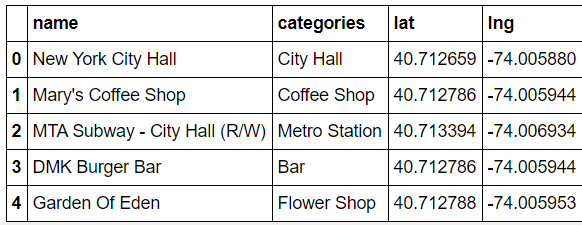 name categories lat lng
0 New York City Hall City Hall 40.712659 -74.005880
1 Mary's Coffee Shop Coffee Shop 40.712786 -74.005944
2 MTA Subway - City Hall (R/W) Metro Station 40.713394 -74.006934
3 DMK Burger Bar Bar 40.712786 -74.005944
4 Garden Of Eden Flower Shop 40.712788 -74.005953